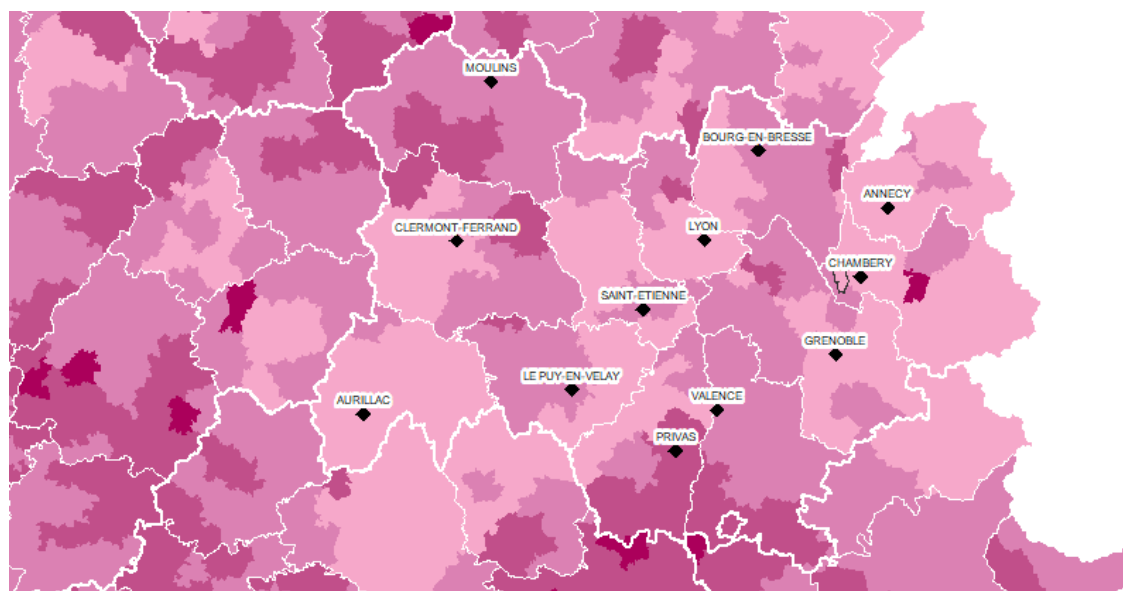 MOULINS
BOURG-EN-BRESSE
ANNECY
CLERMONT-FERRAND
LYON
CHAMBERY
SAINT-ETIENNE
GRENOBLE
LE PUY-EN-VELAY
AURILLAC
VALENCE
PRIVAS